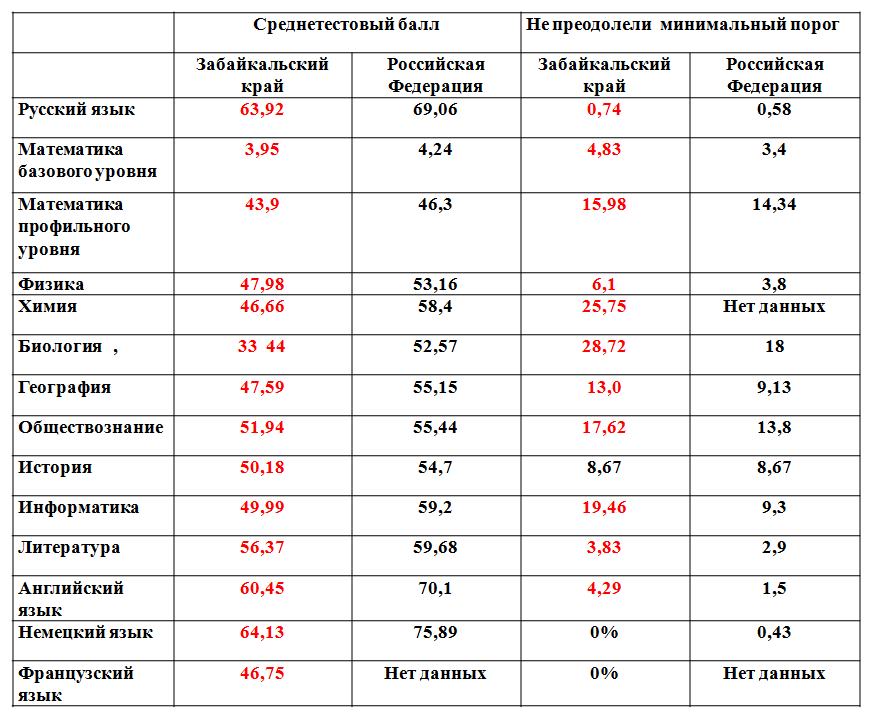 Среднетестовый балл Не преодолели минимальный порог
Забайкальский край Российская Федерация Забайкальский край Российская Федерация
Русский язык 63,92 69,06 0,74 0,58
Математика базового уровня 3,95 4,24 4,83 3,4
Математика профильного уровня 43,9 46,3 15,98 14,34
Физика 47,98 53,16 6,1 3,8
Химия 46,66 58,4 25,75 Нет данных
Биология , 33 44 52,57 28,72 18
География 47,59 55,15 13,0 9,13
Обществознание 51,94 55,44 17,62 13,8
История 50,18 54,7 8,67 8,67
Информатика 49,99 59,2 19,46 9,3
Литература 56,37 59,68 3,83 2,9
Английский язык 60,45 70,1 4,29 1,5
Немецкий язык 64,13 75,89 0% 0,43
Французский язык 46,75 Нет данных 0% Нет данных